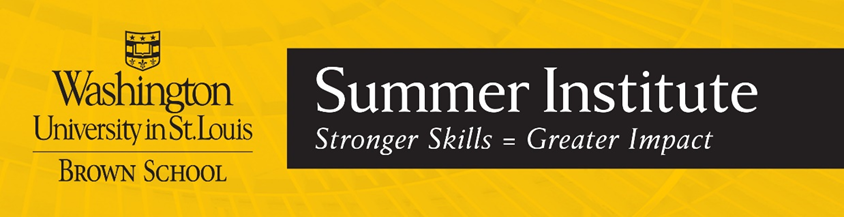 Washington
University in St. Louis
BROWN SCHOOL
Summer Institute
Stronger Skills = Greater Impact